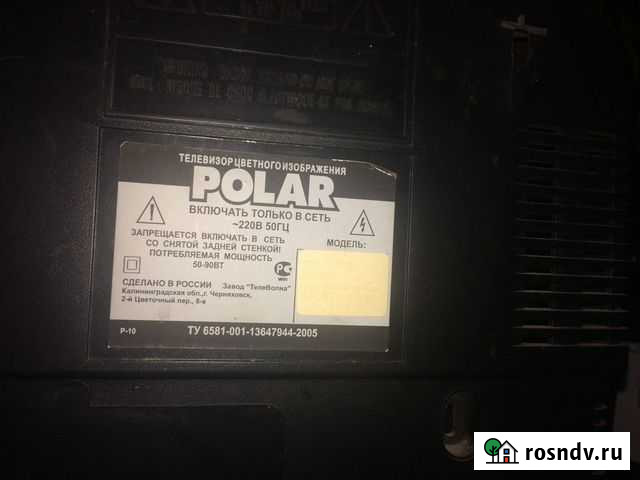 ТЕЛЕВИЗОР ЦВЕТНОГО ИЗОБРАЖЕНИЯ
POLAR
ВКЛЮЧАТЬ ТОЛЬКО В СЕТЬ
~220В 50ГЦ
ЗАПРЕЩАЕТСЯ ВКЛЮЧАТЬ В СЕТЬ
СО СНЯТОЙ ЗАДНЕЙ СТЕНКОЙ!
ПОТРЕБЛЯЕМАЯ МОЩНОСТЬ
50-90ВТ
МОДЕЛЬ:
СДЕЛАНО В РОССИИ Завод "ТелеВолна"
Калининградская обл.,г. Черняховск,
2-й Цветочный пер.,
Р-10
ТУ 6581-001-13647944-2005
rosndv.ru